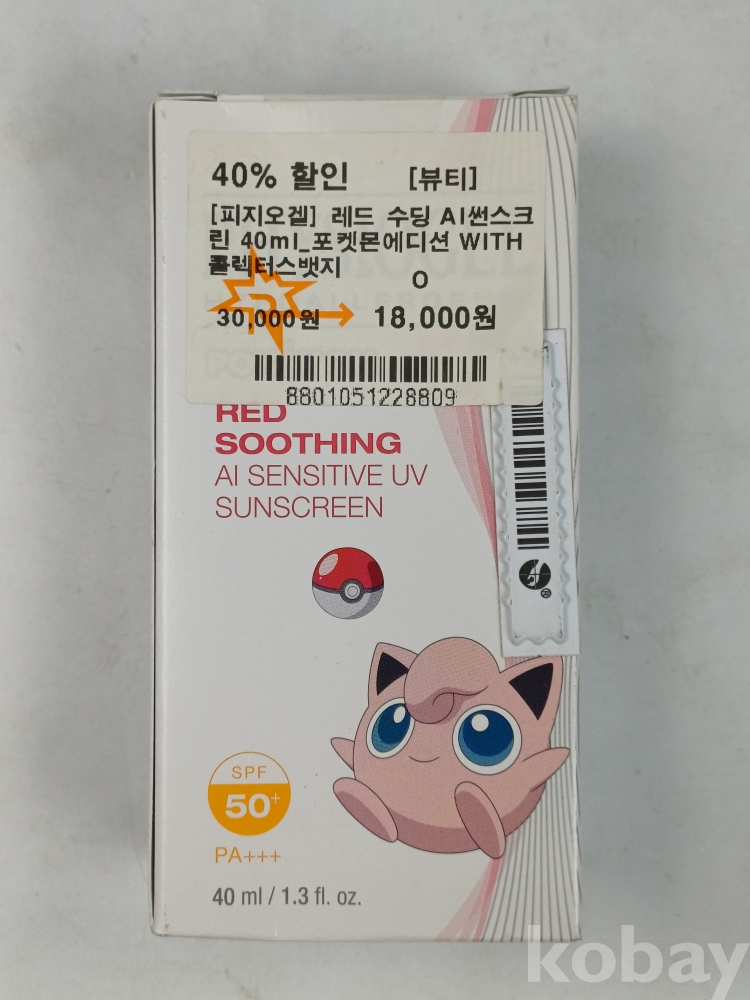 40% 할인 [뷰티]
[피지오겔] 레드 수딩 AI썬스크
린 40ml_포켓몬에디션 WITH
콜렉터스뱃지
O
30,000원 → 18,000원
8801051228809
RED
SOOTHING
AI SENSITIVE UV
SUNSCREEN
SPF
50+
PA+++
40 ml / 1.3 fl. oz.
kobay